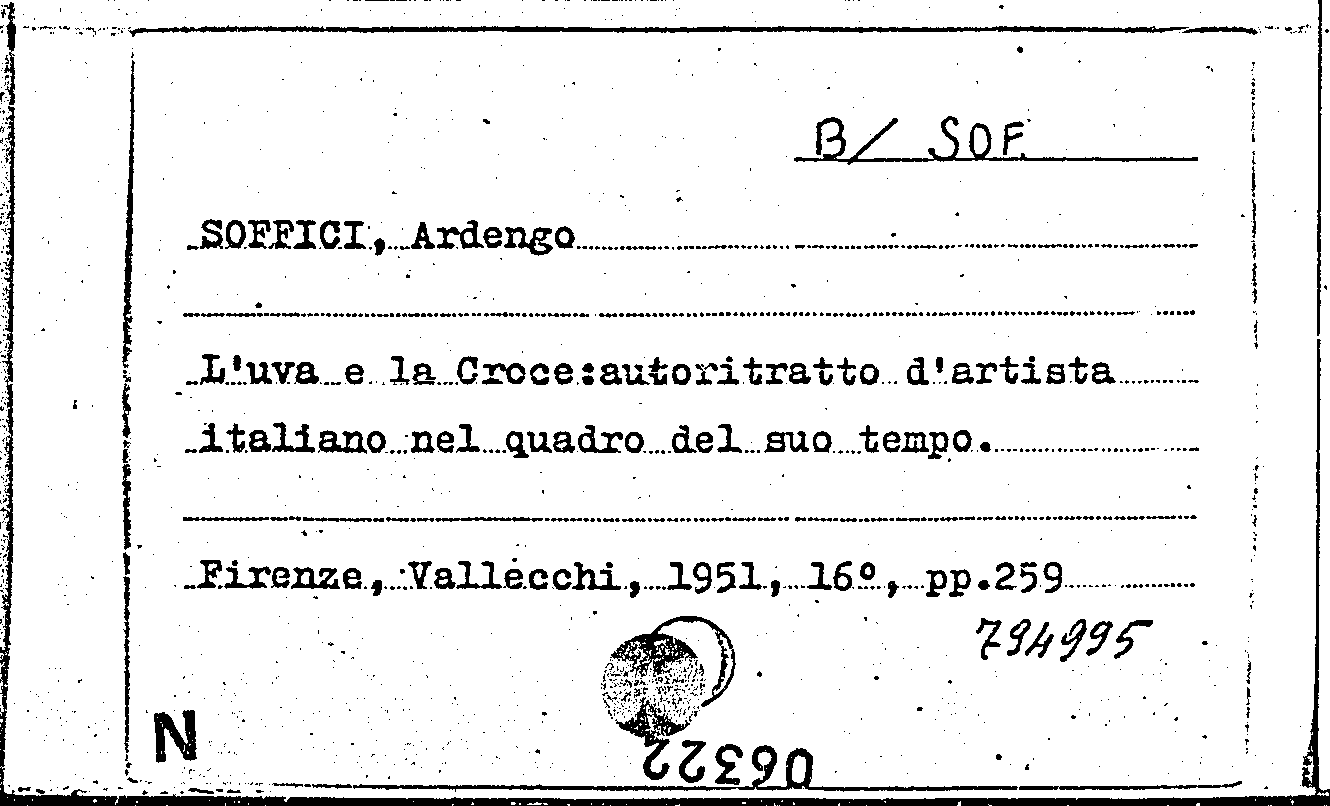 B/ SOF.
SOFFICI, Ardengo
L'uva e la Croce:autoritratto d'artista
italiano nel quadro del suo tempo.
Firenze, Vallecchi, 1951, 16º, pp.259
794995
N
06322